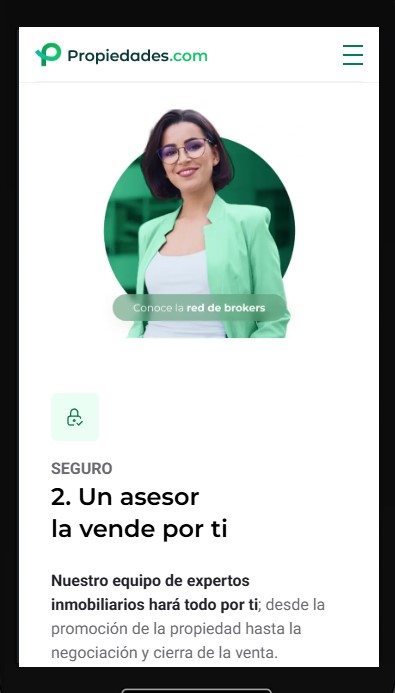 Propiedades.com
Conoce la red de brokers
SEGURO
2. Un asesor
la vende por ti
Nuestro equipo de expertos
inmobiliarios hará todo por ti; desde la
promoción de la propiedad hasta la
negociación y cierra de la venta.